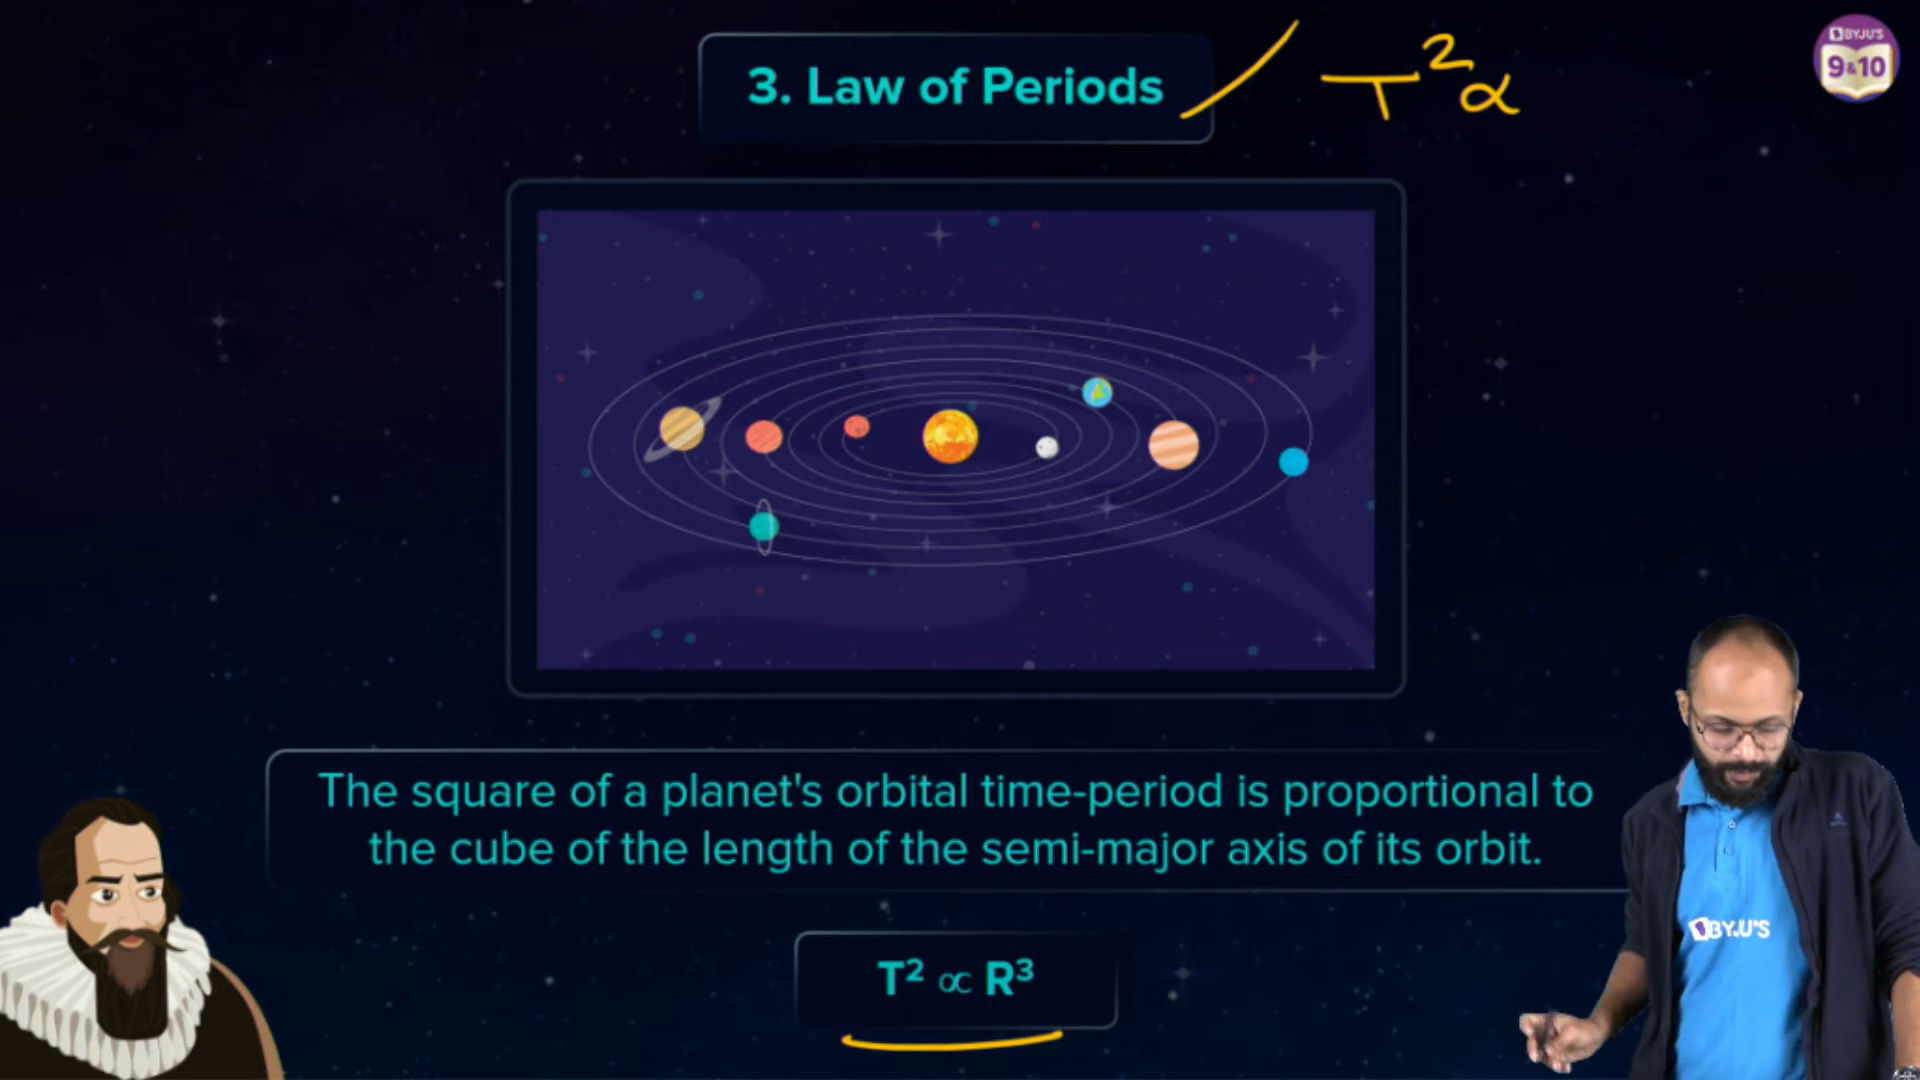 3. Law of Periods
T² α
BYJU'S
9&10
The square of a planet's orbital time-period is proportional to
the cube of the length of the semi-major axis of its orbit.
BYJU'S
T² ∝ R³